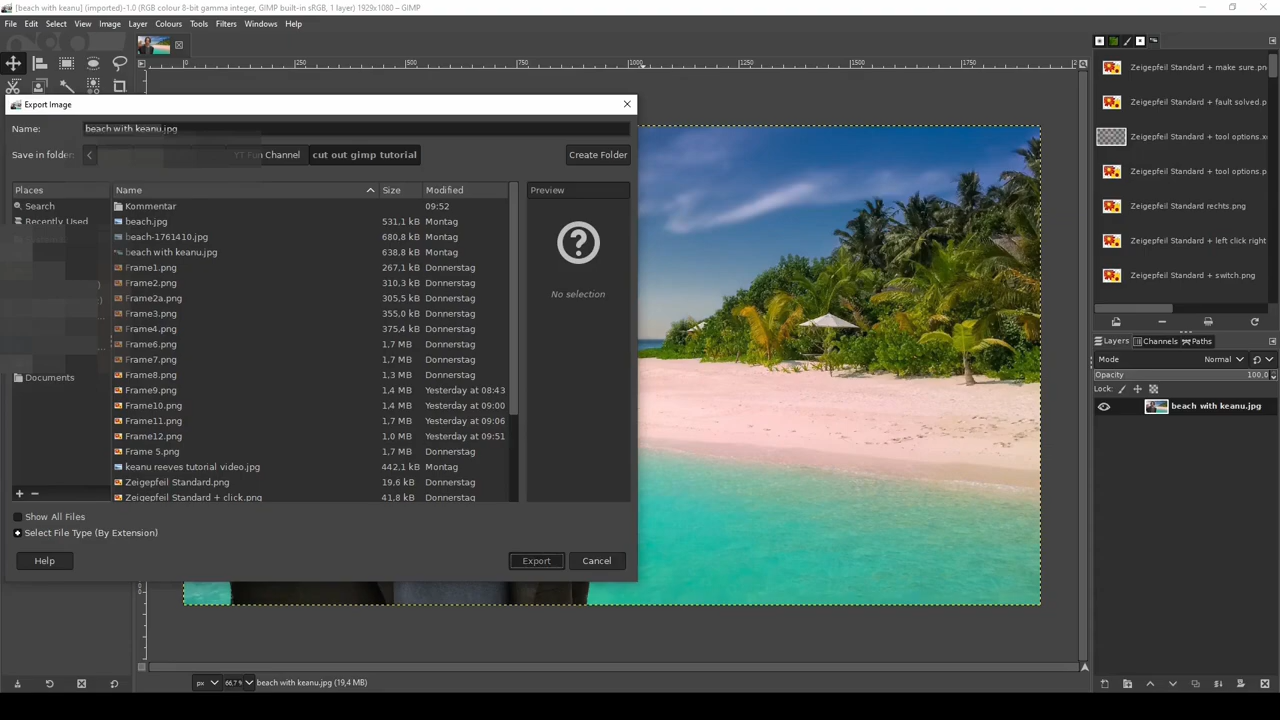 [beach with keanu] (imported)-1.0 (RGB colour 8-bit gamma integer, GIMP built-in sRGB, 1 layer) 1920x1080 – GIMP
File Edit Select View Image Layer Colours Tools Filters Windows Help
0 250 500 750 1000 1250 1500 1750
Export Image
Name: beach with keanu.jpg
Save in folder: YT Fun Channel cut out gimp tutorial Create Folder
Places Name Size Modified Preview
Search Kommentar 09:52
Recently Used beach.jpg 531,1 kB Montag
beach-1761410.jpg 680,8 kB Montag
beach with keanu.jpg 638,8 kB Montag
Frame1.png 267,1 kB Donnerstag
Frame2.png 310,3 kB Donnerstag
Frame2a.png 305,5 kB Donnerstag
Frame3.png 355,0 kB Donnerstag
Frame4.png 375,4 kB Donnerstag
Frame6.png 1,7 MB Donnerstag
Frame7.png 1,7 MB Donnerstag
Frame8.png 1,3 MB Donnerstag
Documents
Frame9.png 1,4 MB Yesterday at 08:43
Frame10.png 1,4 MB Yesterday at 09:00
Frame11.png 1,7 MB Yesterday at 09:06
Frame12.png 1,0 MB Yesterday at 09:51
Frame 5.png 1,7 MB Donnerstag
keanu reeves tutorial video.jpg 442,1 kB Montag
Zeigepfeil Standard.png 19,6 kB Donnerstag
Zeigepfeil Standard + click.png 41,8 kB Donnerstag
No selection
Show All Files
Select File Type (By Extension)
Help Export Cancel
Zeigepfeil Standard + make sure.pn
Zeigepfeil Standard + fault solved.p
Zeigepfeil Standard + tool options.x
Zeigepfeil Standard + tool options.p
Zeigepfeil Standard rechts.png
Zeigepfeil Standard + left click right
Zeigepfeil Standard + switch.png
Layers Channels Paths
Mode Normal
Opacity 100,0
Lock:
beach with keanu.jpg
px 66,7 % beach with keanu.jpg (19,4 MB)